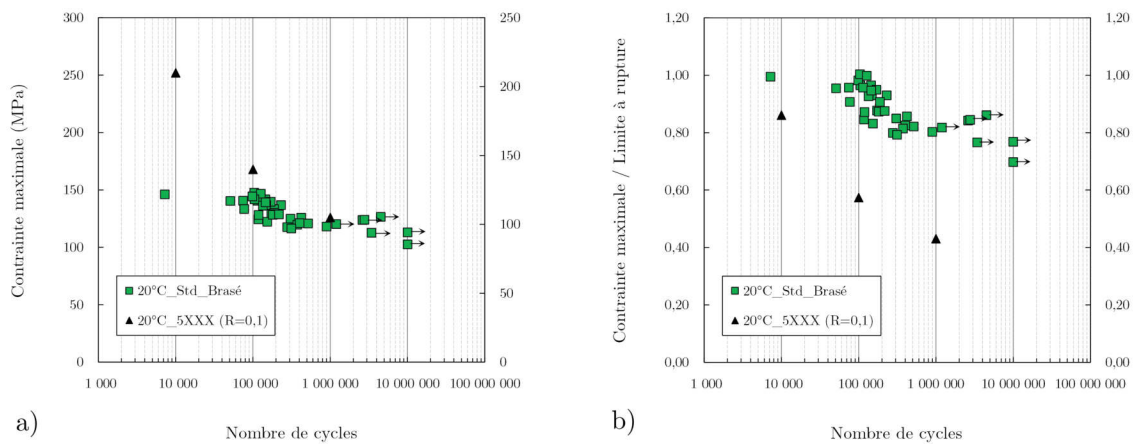 300
250
200
150
100
50
0
Contrainte maximale (MPa)
250
200
150
100
50
0
20°C_Std_Brasé
20°C_5XXX (R=0,1)
1 000 10 000 100 000 1 000 000 10 000 000 100 000 000
Nombre de cycles
a)
1,20
1,00
0,80
0,60
0,40
0,20
0,00
Contrainte maximale / Limite à rupture
1,20
1,00
0,80
0,60
0,40
0,20
0,00
20°C_Std_Brasé
20°C_5XXX (R=0,1)
1 000 10 000 100 000 1 000 000 10 000 000 100 000 000
Nombre de cycles
b)